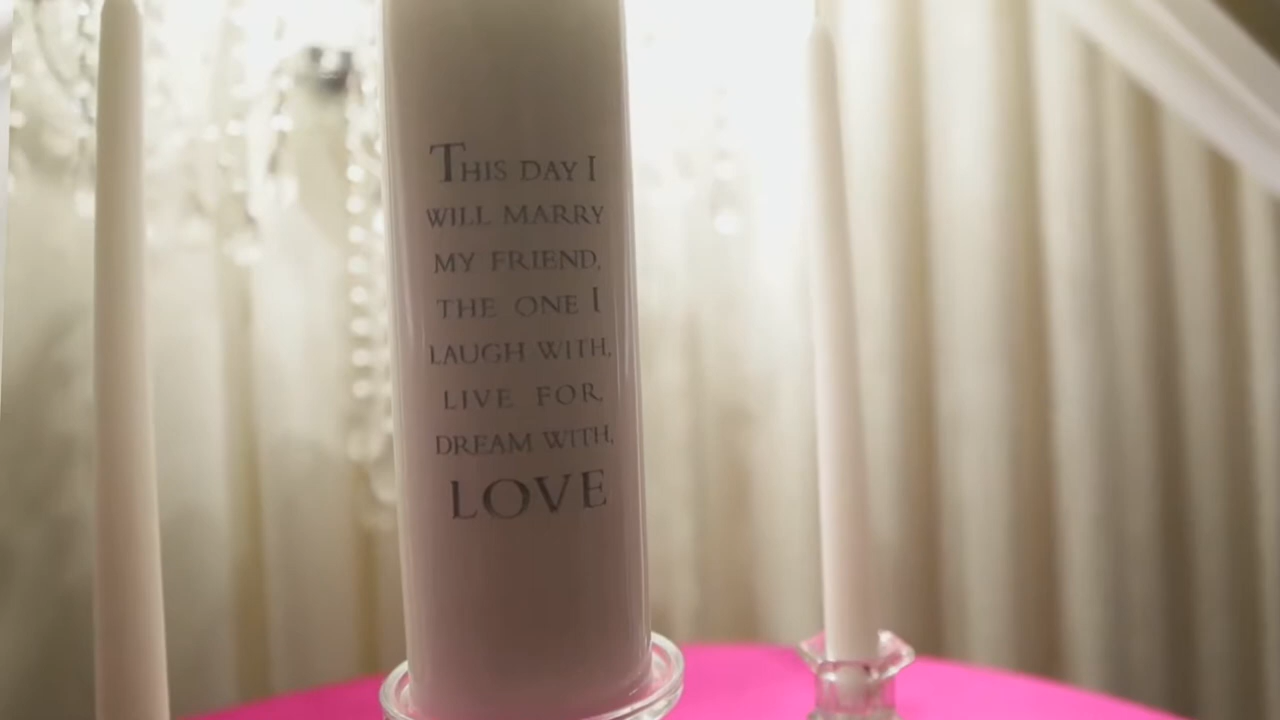 THIS DAY I
WILL MARRY
MY FRIEND,
THE ONE I
LAUGH WITH,
LIVE FOR,
DREAM WITH,
LOVE